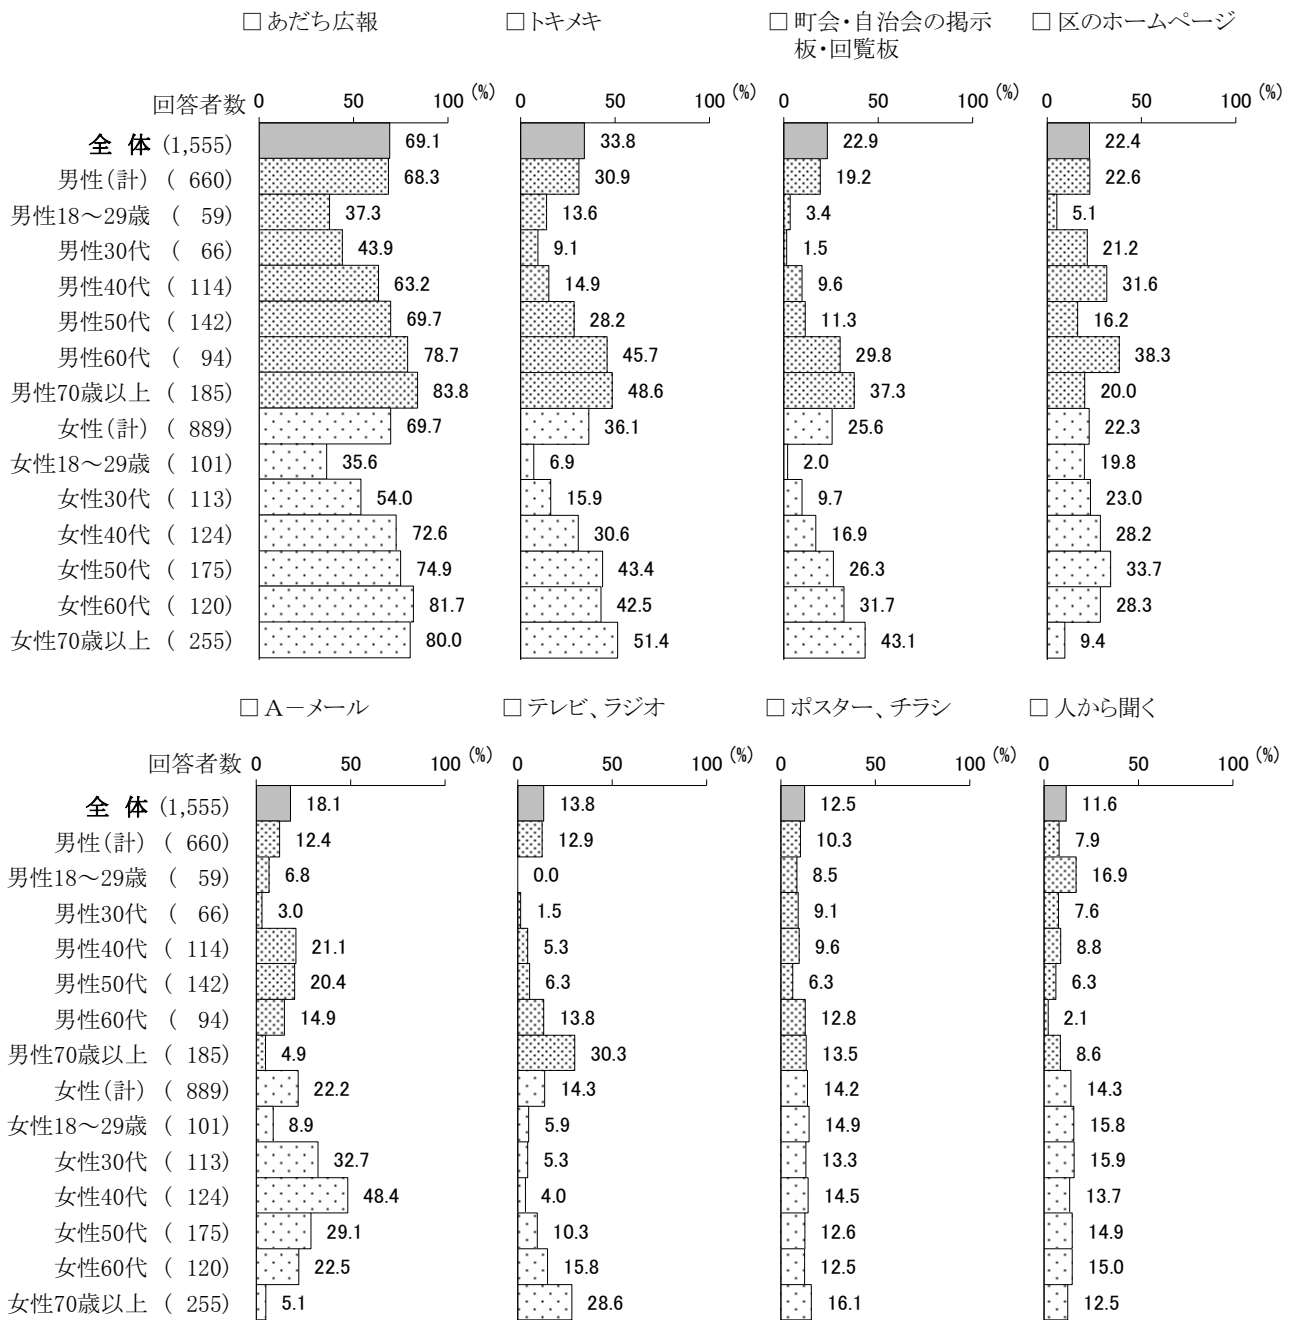 □ あだち広報 □ トキメキ □ 町会・自治会の掲示 □ 区のホームページ
板・回覧板
回答者数 0 50 100 (%) 0 50 100 (%) 0 50 100 (%) 0 50 100 (%)
全 体 (1,555) 69.1 33.8 22.9 22.4
男性(計) ( 660) 68.3 30.9 19.2 22.6
男性18～29歳 ( 59) 37.3 13.6 3.4 5.1
男性30代 ( 66) 43.9 9.1 1.5 21.2
男性40代 ( 114) 63.2 14.9 9.6 31.6
男性50代 ( 142) 69.7 28.2 11.3 16.2
男性60代 ( 94) 78.7 45.7 29.8 38.3
男性70歳以上 ( 185) 83.8 48.6 37.3 20.0
女性(計) ( 889) 69.7 36.1 25.6 22.3
女性18～29歳 ( 101) 35.6 6.9 2.0 19.8
女性30代 ( 113) 54.0 15.9 9.7 23.0
女性40代 ( 124) 72.6 30.6 16.9 28.2
女性50代 ( 175) 74.9 43.4 26.3 33.7
女性60代 ( 120) 81.7 42.5 31.7 28.3
女性70歳以上 ( 255) 80.0 51.4 43.1 9.4
□ A－メール □ テレビ、ラジオ □ ポスター、チラシ □ 人から聞く
回答者数 0 50 100 (%) 0 50 100 (%) 0 50 100 (%) 0 50 100 (%)
全 体 (1,555) 18.1 13.8 12.5 11.6
男性(計) ( 660) 12.4 12.9 10.3 7.9
男性18～29歳 ( 59) 6.8 0.0 8.5 16.9
男性30代 ( 66) 3.0 1.5 9.1 7.6
男性40代 ( 114) 21.1 5.3 9.6 8.8
男性50代 ( 142) 20.4 6.3 6.3 6.3
男性60代 ( 94) 14.9 13.8 12.8 2.1
男性70歳以上 ( 185) 4.9 30.3 13.5 8.6
女性(計) ( 889) 22.2 14.3 14.2 14.3
女性18～29歳 ( 101) 8.9 5.9 14.9 15.8
女性30代 ( 113) 32.7 5.3 13.3 15.9
女性40代 ( 124) 48.4 4.0 14.5 13.7
女性50代 ( 175) 29.1 10.3 12.6 14.9
女性60代 ( 120) 22.5 15.8 12.5 15.0
女性70歳以上 ( 255) 5.1 28.6 16.1 12.5